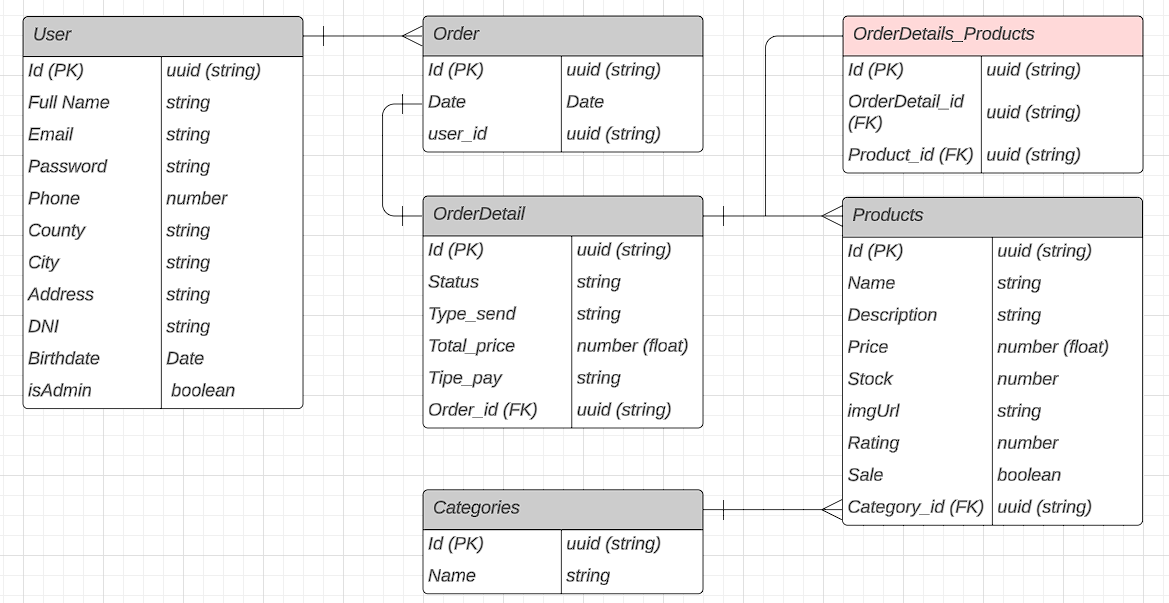 User
Id (PK) uuid (string)
Full Name string
Email string
Password string
Phone number
County string
City string
Address string
DNI string
Birthdate Date
isAdmin boolean
Order
Id (PK) uuid (string)
Date Date
user_id uuid (string)
OrderDetail
Id (PK) uuid (string)
Status string
Type_send string
Total_price number (float)
Tipe_pay string
Order_id (FK) uuid (string)
Categories
Id (PK) uuid (string)
Name string
OrderDetails_Products
Id (PK) uuid (string)
OrderDetail_id
(FK) uuid (string)
Product_id (FK) uuid (string)
Products
Id (PK) uuid (string)
Name string
Description string
Price number (float)
Stock number
imgUrl string
Rating number
Sale boolean
Category_id (FK) uuid (string)